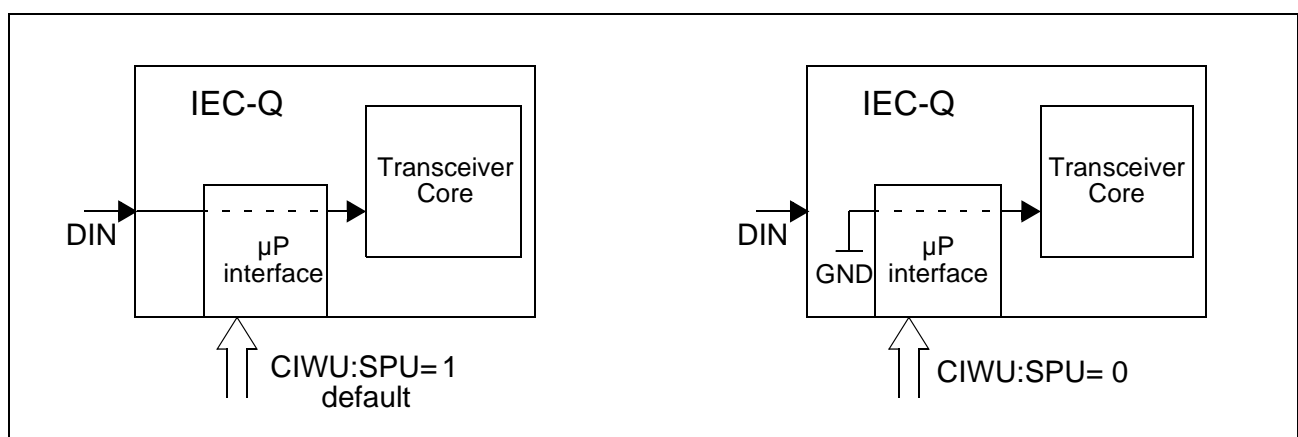 IEC-Q
Transceiver
Core
DIN
µP
interface
CIWU:SPU= 1
default
IEC-Q
Transceiver
Core
DIN
GND
µP
interface
CIWU:SPU= 0